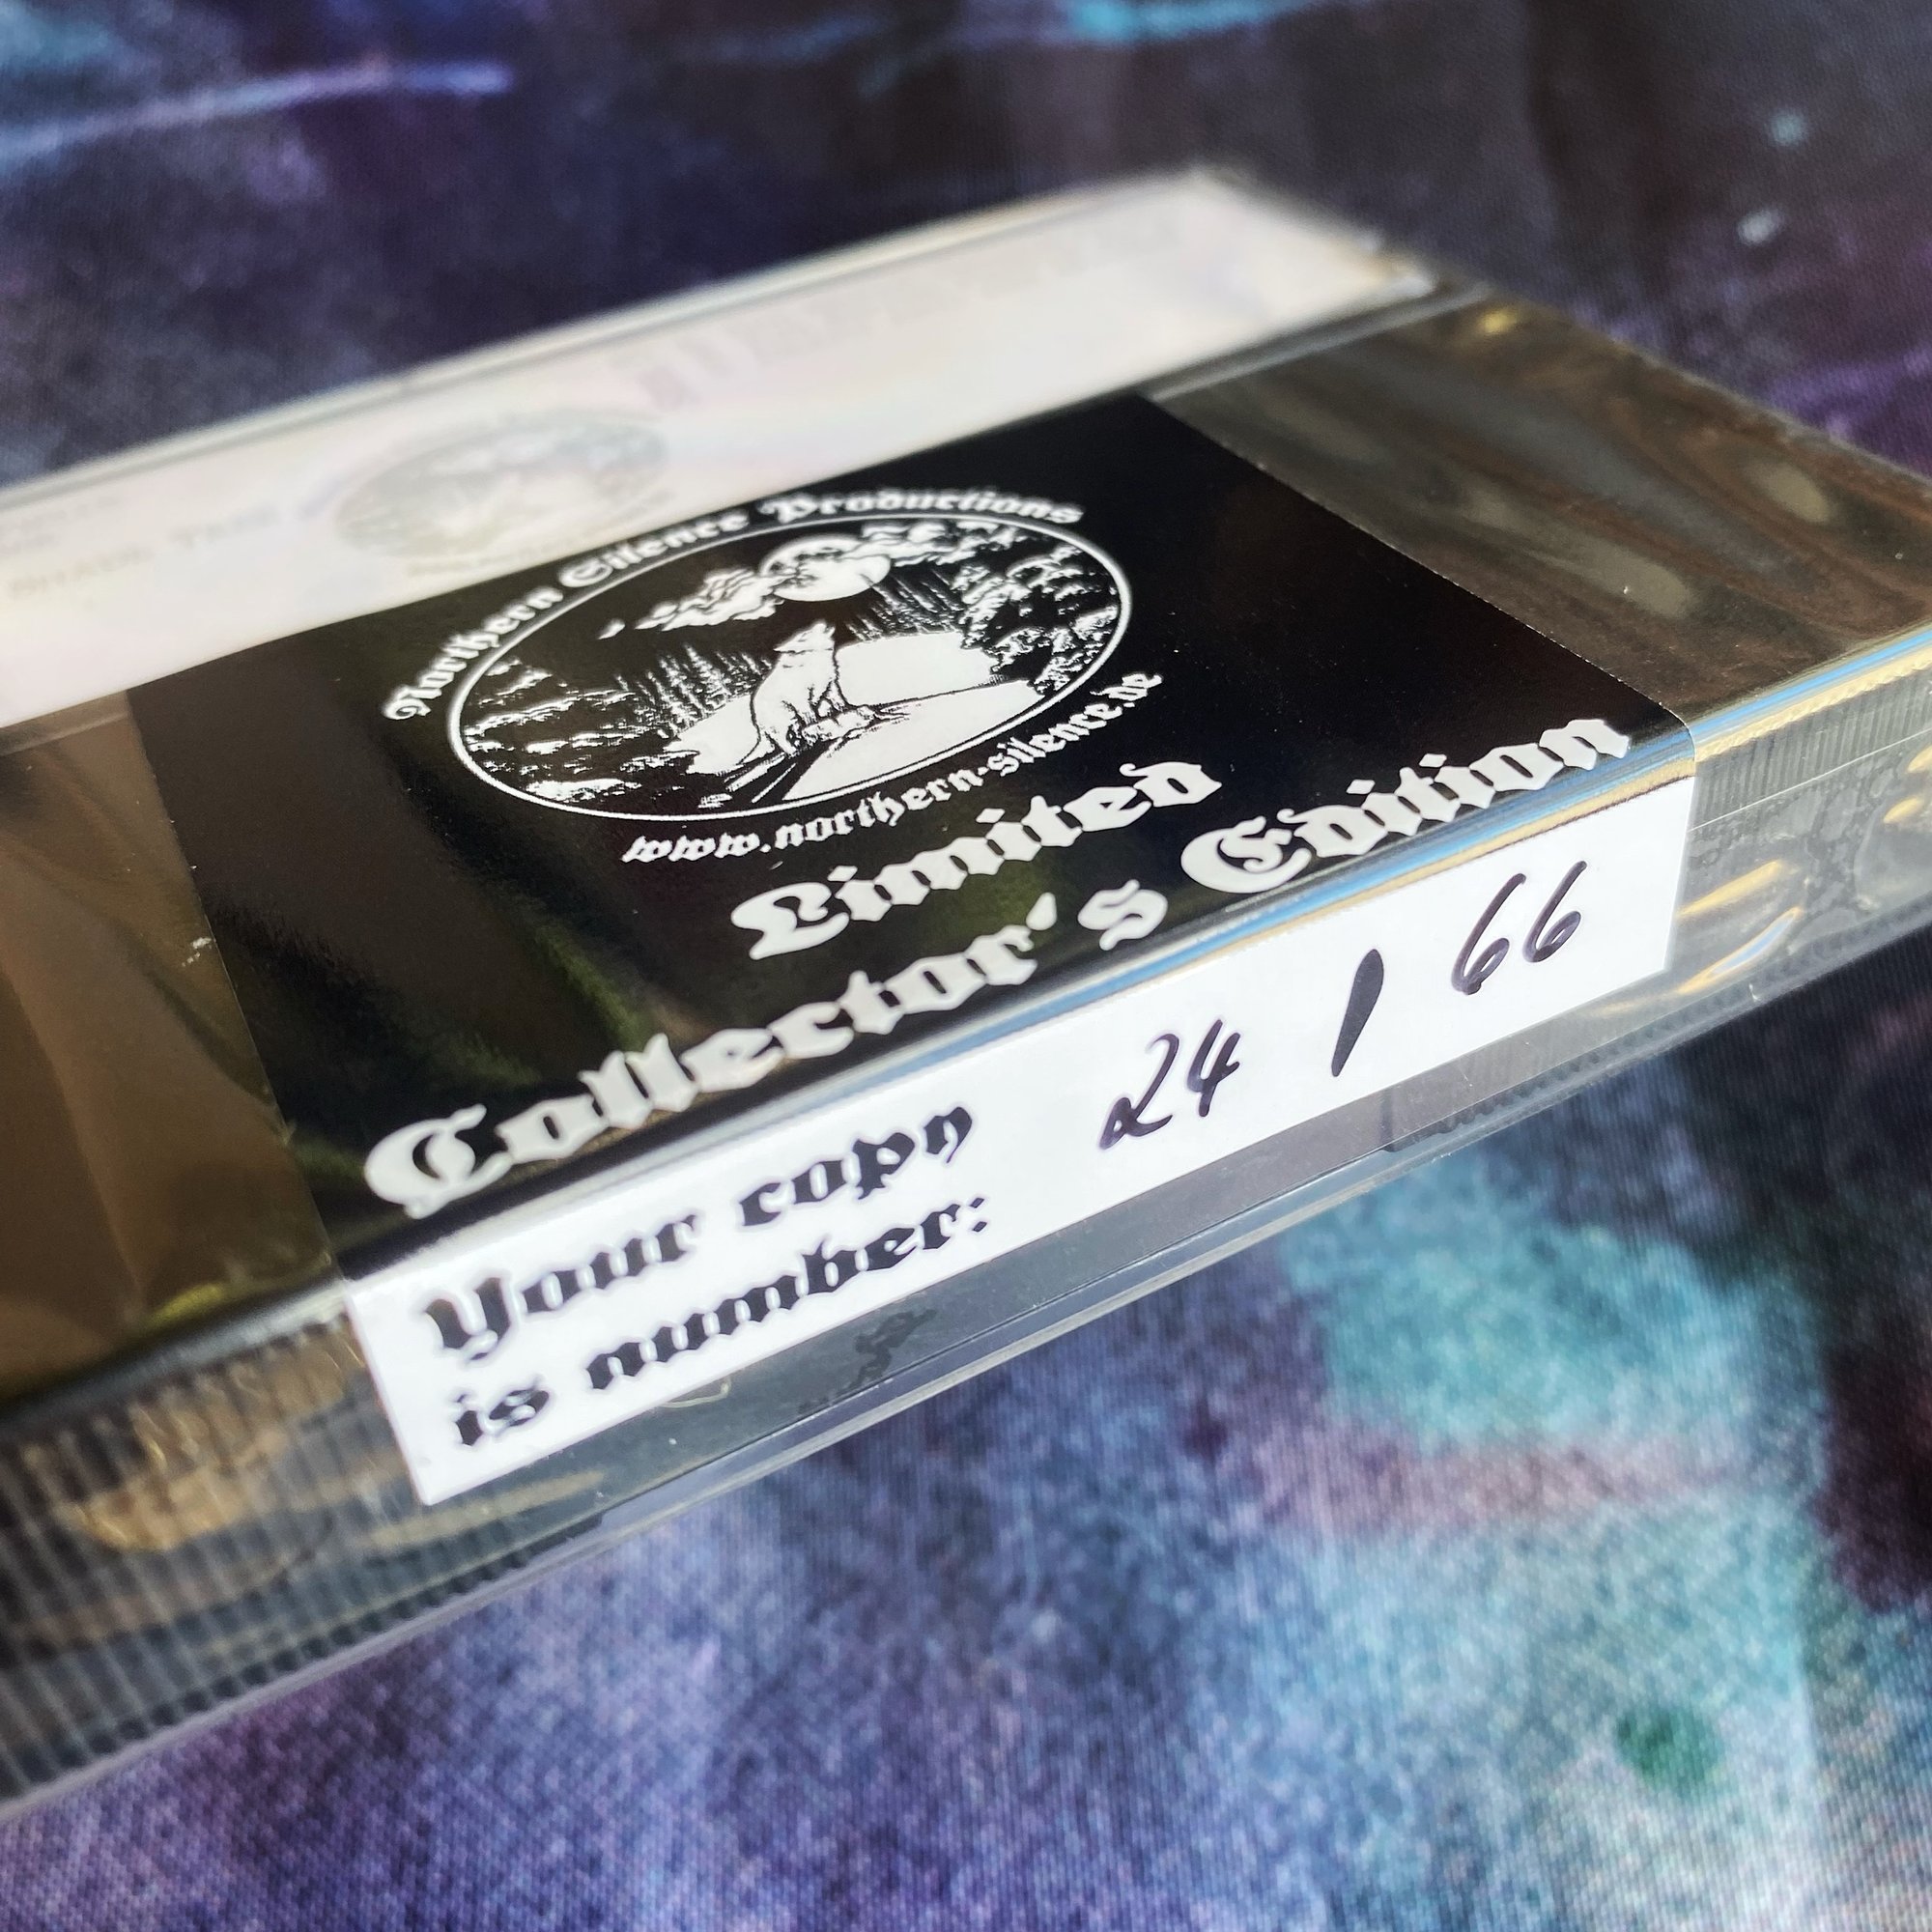 Northern Silence Productions
www.northern-silence.de
Limited
Collector's Edition
Your copy
is number:
24 / 66